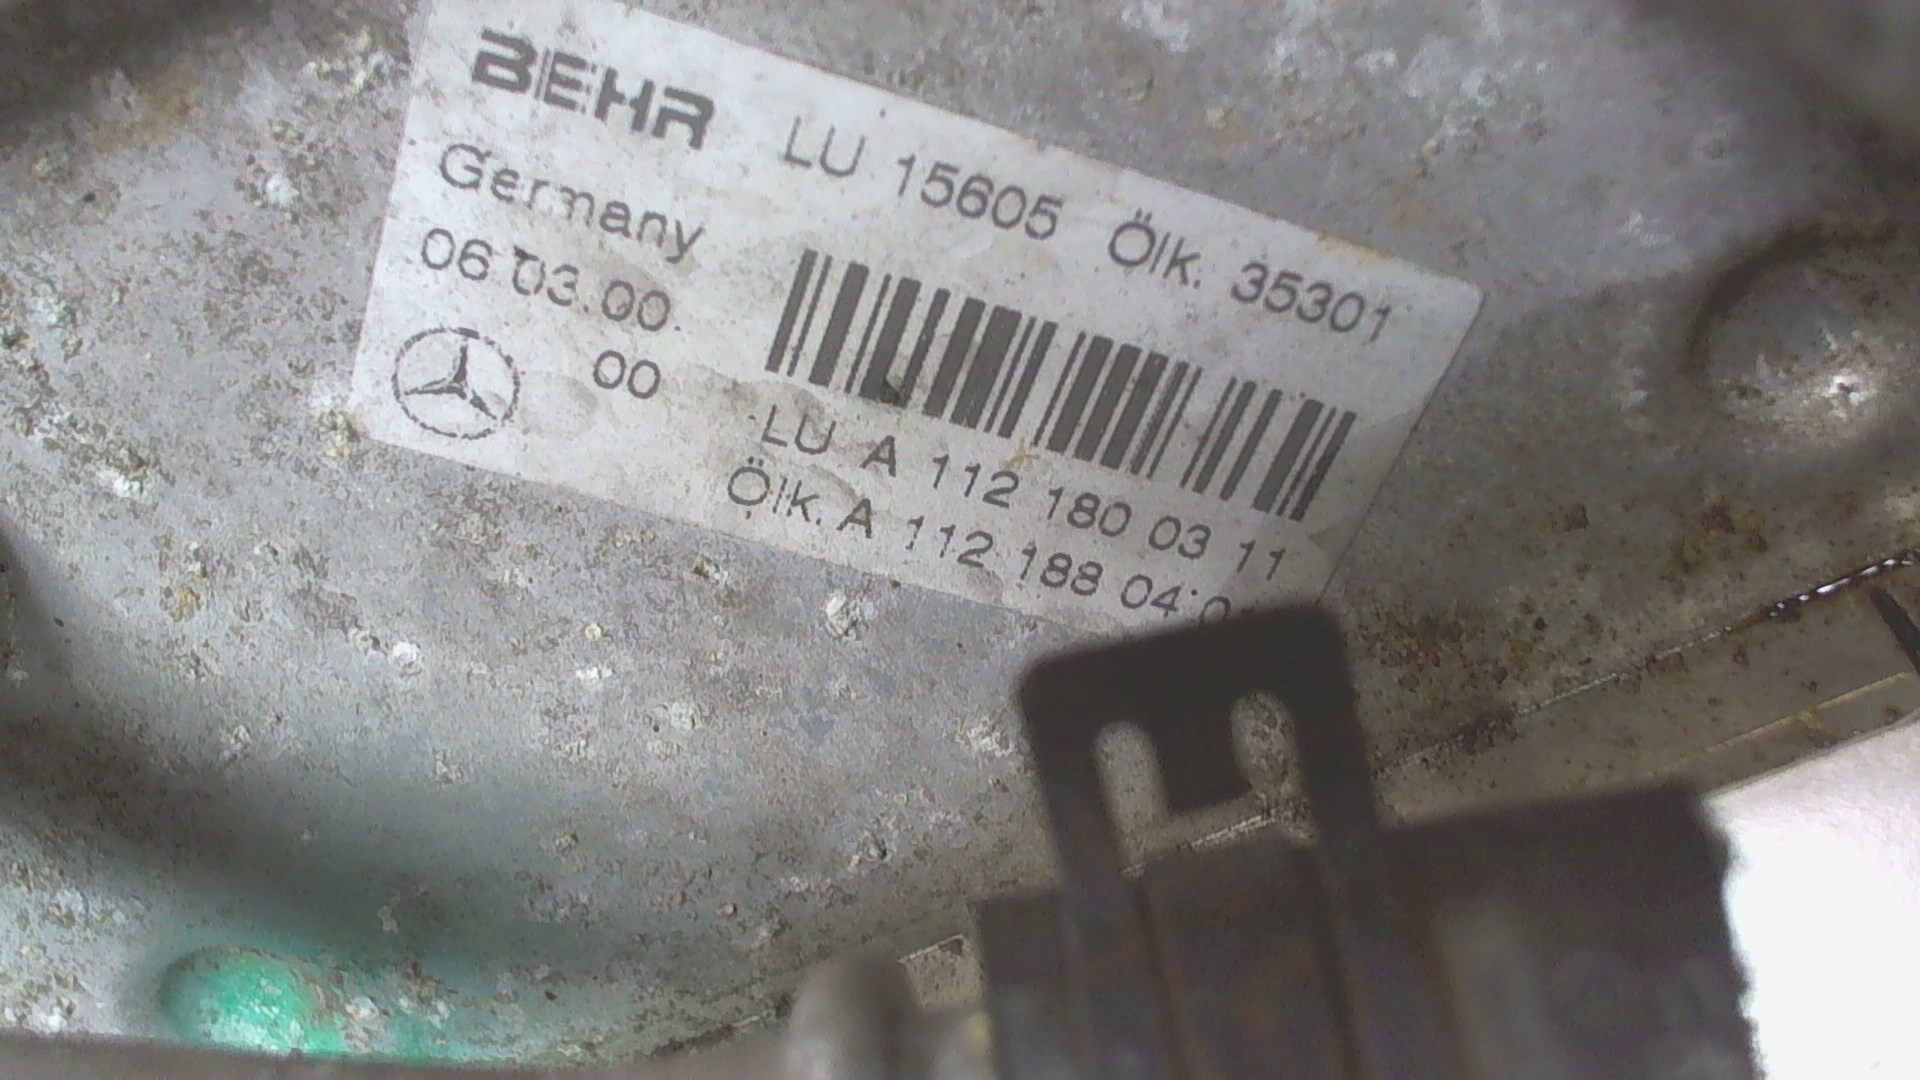 BEHR LU 15605 Ölk. 35301
Germany
06.03.00
00
LU A 112 180 03 11
Ölk. A 112 188 04